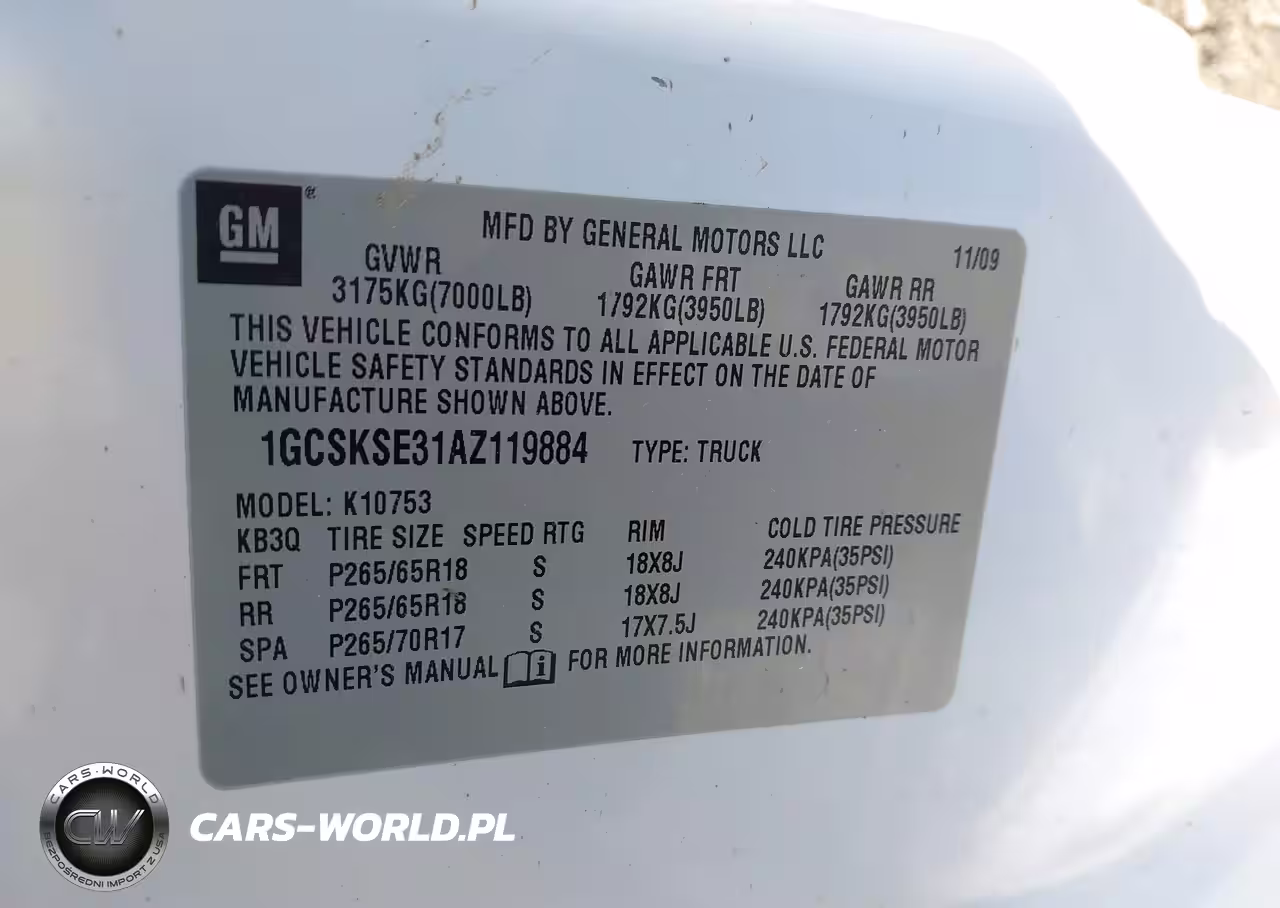 GM®
MFD BY GENERAL MOTORS LLC 11/09
GVWR GAWR FRT GAWR RR
3175KG(7000LB) 1792KG(3950LB) 1792KG(3950LB)
THIS VEHICLE CONFORMS TO ALL APPLICABLE U.S. FEDERAL MOTOR
VEHICLE SAFETY STANDARDS IN EFFECT ON THE DATE OF
MANUFACTURE SHOWN ABOVE.
1GCSKSE31AZ119884 TYPE: TRUCK
MODEL: K10753
KB3Q TIRE SIZE SPEED RTG RIM COLD TIRE PRESSURE
FRT P265/65R18 S 18X8J 240KPA(35PSI)
RR P265/65R18 S 18X8J 240KPA(35PSI)
SPA P265/70R17 S 17X7.5J 240KPA(35PSI)
SEE OWNER'S MANUAL i FOR MORE INFORMATION.
CARS-WORLD
CW
BEZPOŚREDNI IMPORT Z USA
CARS-WORLD.PL